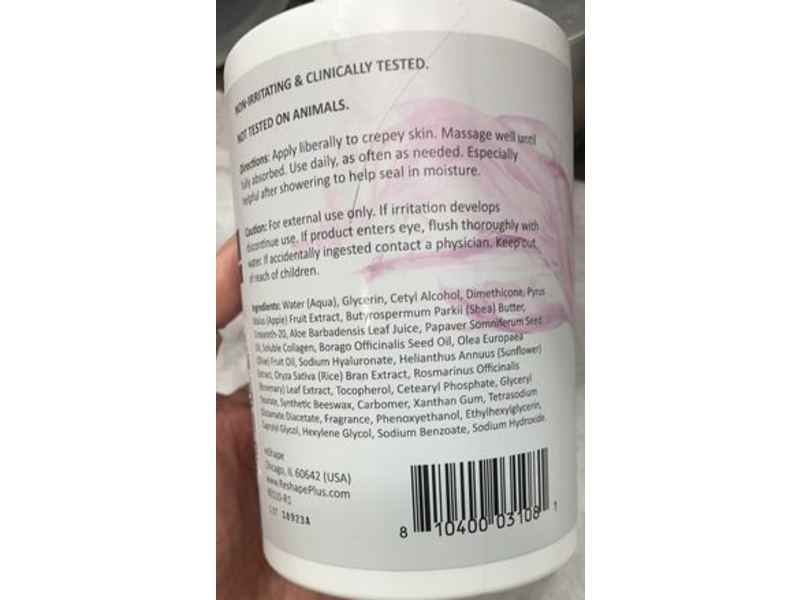 NON-IRRITATING & CLINICALLY TESTED.
NOT TESTED ON ANIMALS.
Directions: Apply liberally to crepey skin. Massage well until
fully absorbed. Use daily, as often as needed. Especially
helpful after showering to help seal in moisture.
Caution: For external use only. If irritation develops
discontinue use. If product enters eye, flush thoroughly with
water. If accidentally ingested contact a physician. Keep out
of reach of children.
Ingredients: Water (Aqua), Glycerin, Cetyl Alcohol, Dimethicone, Pyrus
Malus (Apple) Fruit Extract, Butyrospermum Parkii (Shea) Butter,
Ceteareth-20, Aloe Barbadensis Leaf Juice, Papaver Somniferum Seed
Oil, Soluble Collagen, Borago Officinalis Seed Oil, Olea Europaea
(Olive) Fruit Oil, Sodium Hyaluronate, Helianthus Annuus (Sunflower)
Extract, Oryza Sativa (Rice) Bran Extract, Rosmarinus Officinalis
(Rosemary) Leaf Extract, Tocopherol, Cetearyl Phosphate, Glyceryl
Stearate, Synthetic Beeswax, Carbomer, Xanthan Gum, Tetrasodium
Glutamate Diacetate, Fragrance, Phenoxyethanol, Ethylhexylglycerin,
Caprylyl Glycol, Hexylene Glycol, Sodium Benzoate, Sodium Hydroxide.
reShape
Chicago, IL 60642 (USA)
www.ReshapePlus.com
LOT 18923A
8 10400 03108 1